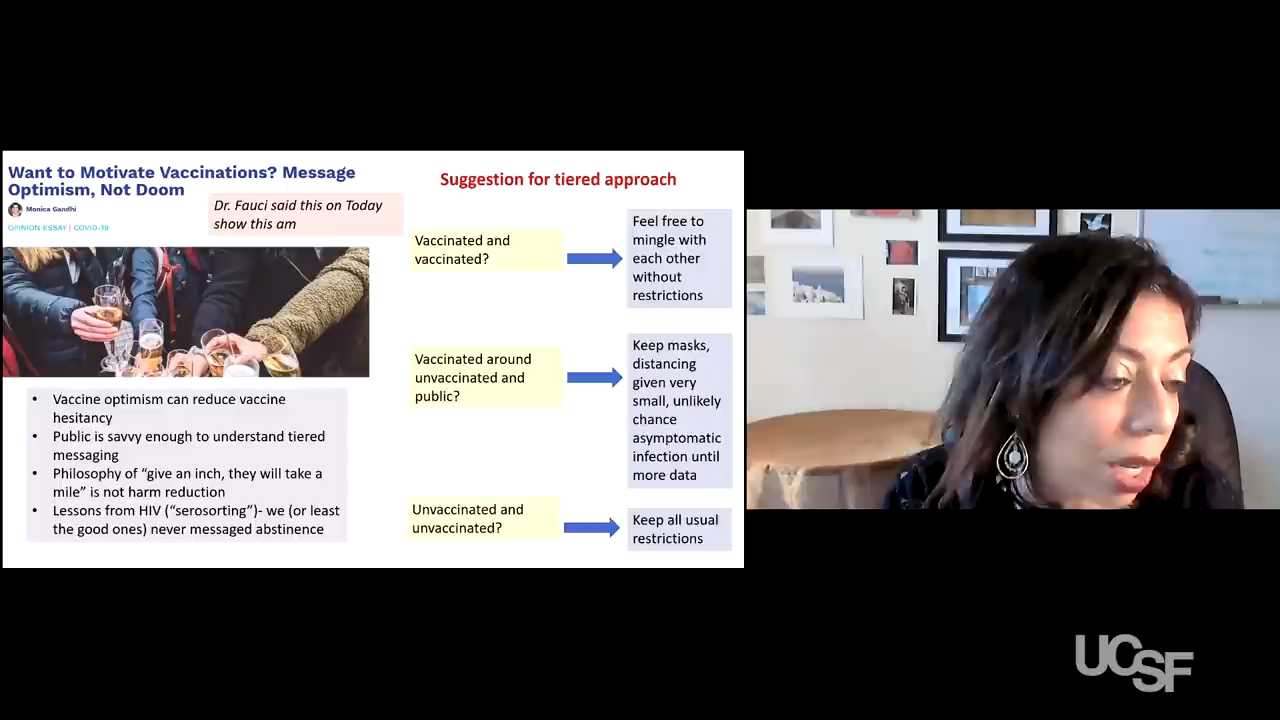 Want to Motivate Vaccinations? Message
Optimism, Not Doom
Monica Gandhi
OPINION ESSAY | COVID-19
Dr. Fauci said this on Today
show this am
• Vaccine optimism can reduce vaccine
hesitancy
• Public is savvy enough to understand tiered
messaging
• Philosophy of “give an inch, they will take a
mile” is not harm reduction
• Lessons from HIV (“serosorting”)- we (or least
the good ones) never messaged abstinence
Suggestion for tiered approach
Vaccinated and
vaccinated?
Feel free to
mingle with
each other
without
restrictions
Vaccinated around
unvaccinated and
public?
Keep masks,
distancing
given very
small, unlikely
chance
asymptomatic
infection until
more data
Unvaccinated and
unvaccinated?
Keep all usual
restrictions
UCSF